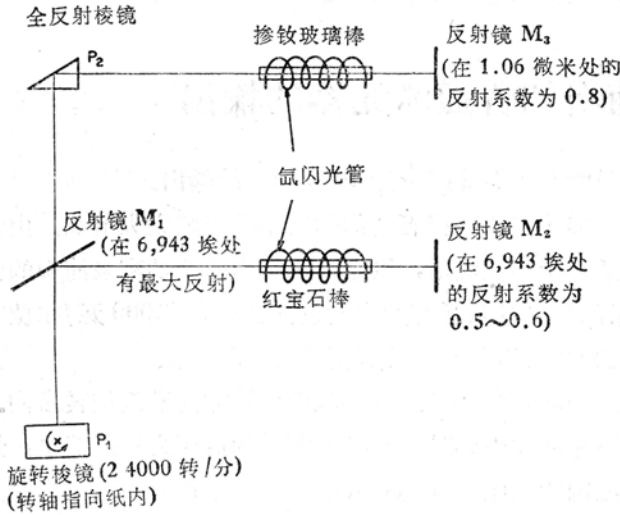 全反射棱镜
P₂
掺钕玻璃棒
反射镜 M₃
(在 1.06 微米处的
反射系数为 0.8)
氙闪光管
反射镜 M₁
(在 6,943 埃处
有最大反射)
红宝石棒
反射镜 M₂
(在 6,943 埃处
的反射系数为
0.5～0.6)
P₁
旋转梭镜(2 4000 转/分)
(转轴指向纸内)